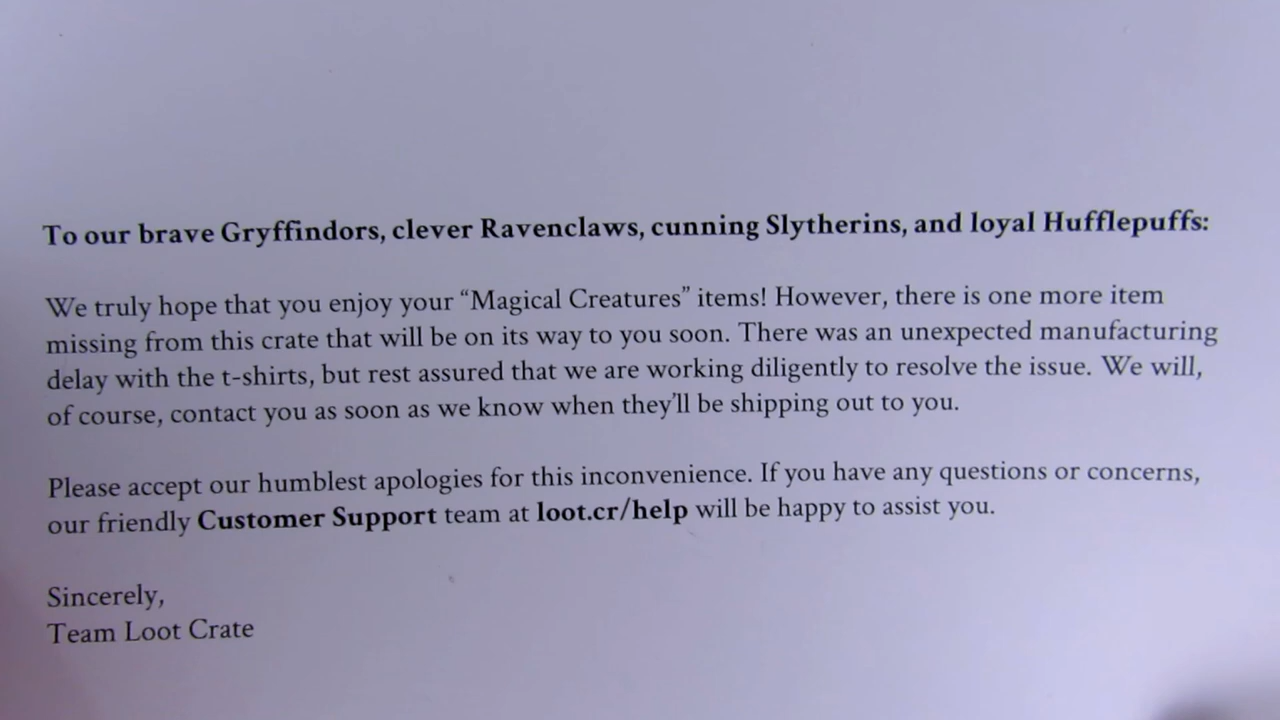 To our brave Gryffindors, clever Ravenclaws, cunning Slytherins, and loyal Hufflepuffs:
We truly hope that you enjoy your “Magical Creatures” items! However, there is one more item
missing from this crate that will be on its way to you soon. There was an unexpected manufacturing
delay with the t-shirts, but rest assured that we are working diligently to resolve the issue. We will,
of course, contact you as soon as we know when they’ll be shipping out to you.
Please accept our humblest apologies for this inconvenience. If you have any questions or concerns,
our friendly Customer Support team at loot.cr/help will be happy to assist you.
Sincerely,
Team Loot Crate